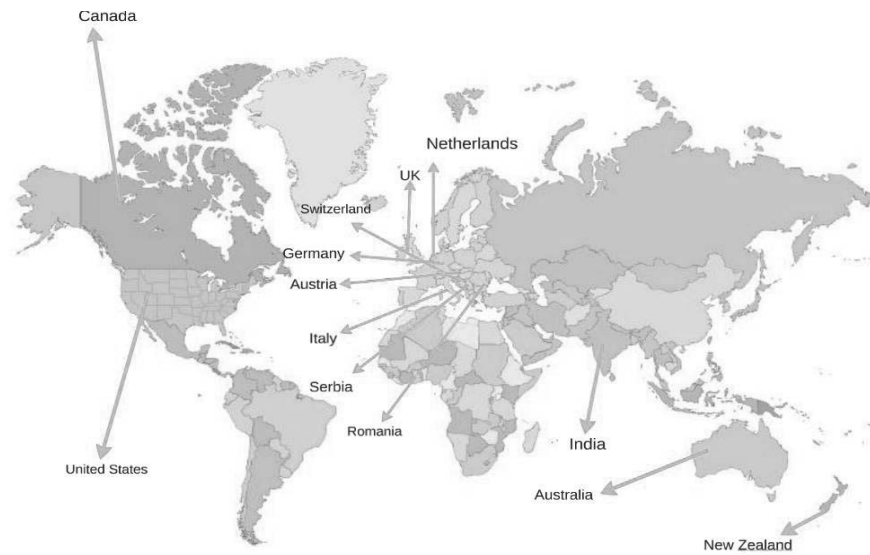 Canada
Netherlands
UK
Switzerland
Germany
Austria
Italy
Serbia
Romania
United States
India
Australia
New Zealand